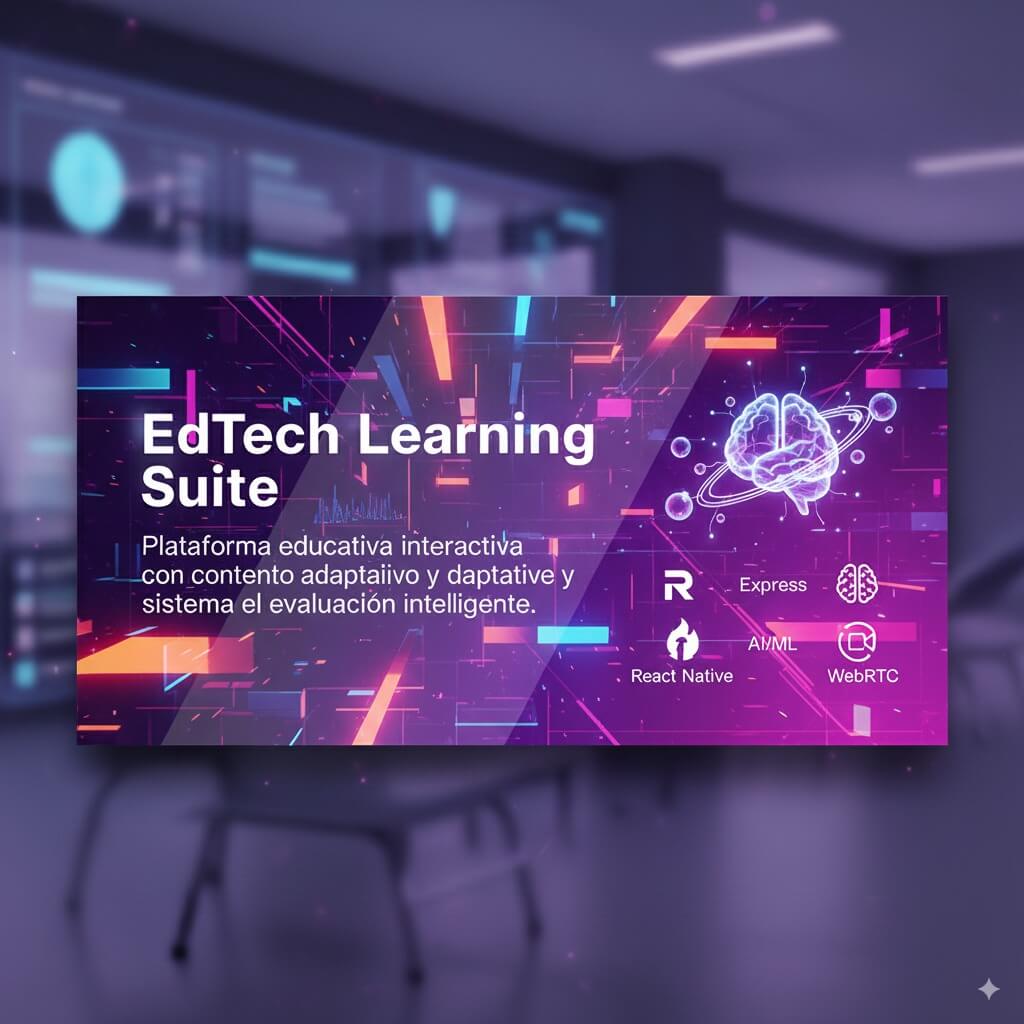 EdTech Learning
Suite
Plataforma educativa interactiva
con contento adaptaiivo y daptative y
sistema el evaluación intelligente.
R
Express
AI/ML
React Native
WebRTC